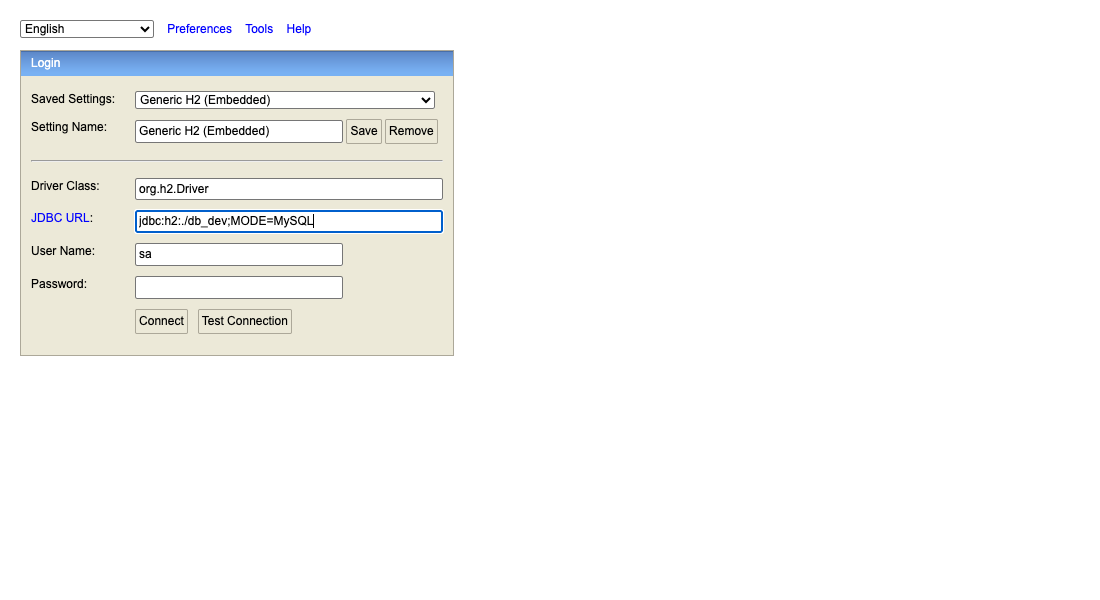 English Preferences Tools Help
Login
Saved Settings: Generic H2 (Embedded)
Setting Name: Generic H2 (Embedded) Save Remove
Driver Class: org.h2.Driver
JDBC URL: jdbc:h2:./db_dev;MODE=MySQL
User Name: sa
Password:
Connect Test Connection